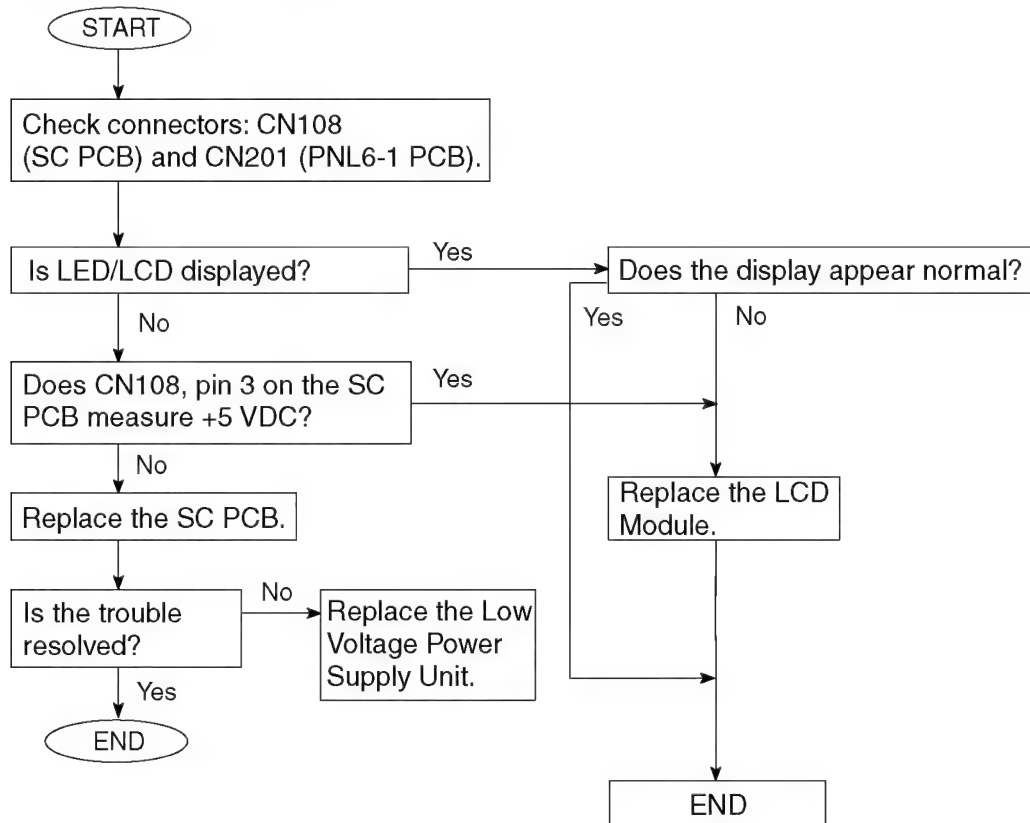 START
Check connectors: CN108
(SC PCB) and CN201 (PNL6-1 PCB).
Is LED/LCD displayed?
Yes
Does the display appear normal?
No
Yes
No
Does CN108, pin 3 on the SC
PCB measure +5 VDC?
Yes
No
Replace the LCD
Module.
Replace the SC PCB.
Is the trouble
resolved?
No
Replace the Low
Voltage Power
Supply Unit.
Yes
END
END